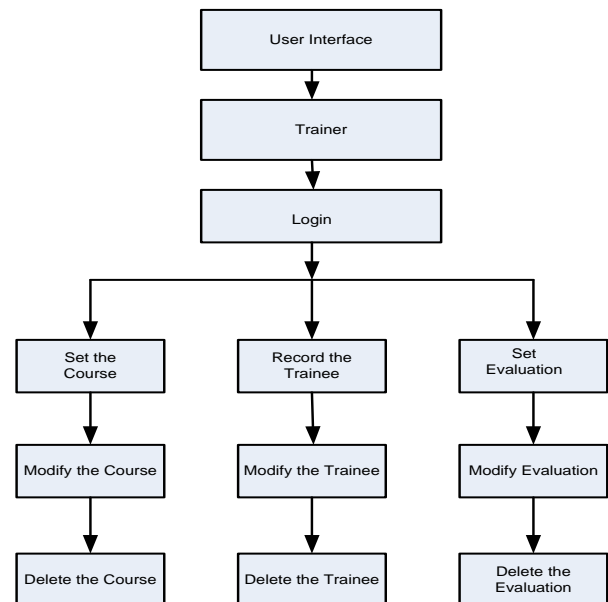 User Interface
Trainer
Login
Set the
Course
Record the
Trainee
Set
Evaluation
Modify the Course
Modify the Trainee
Modify Evaluation
Delete the Course
Delete the Trainee
Delete the
Evaluation